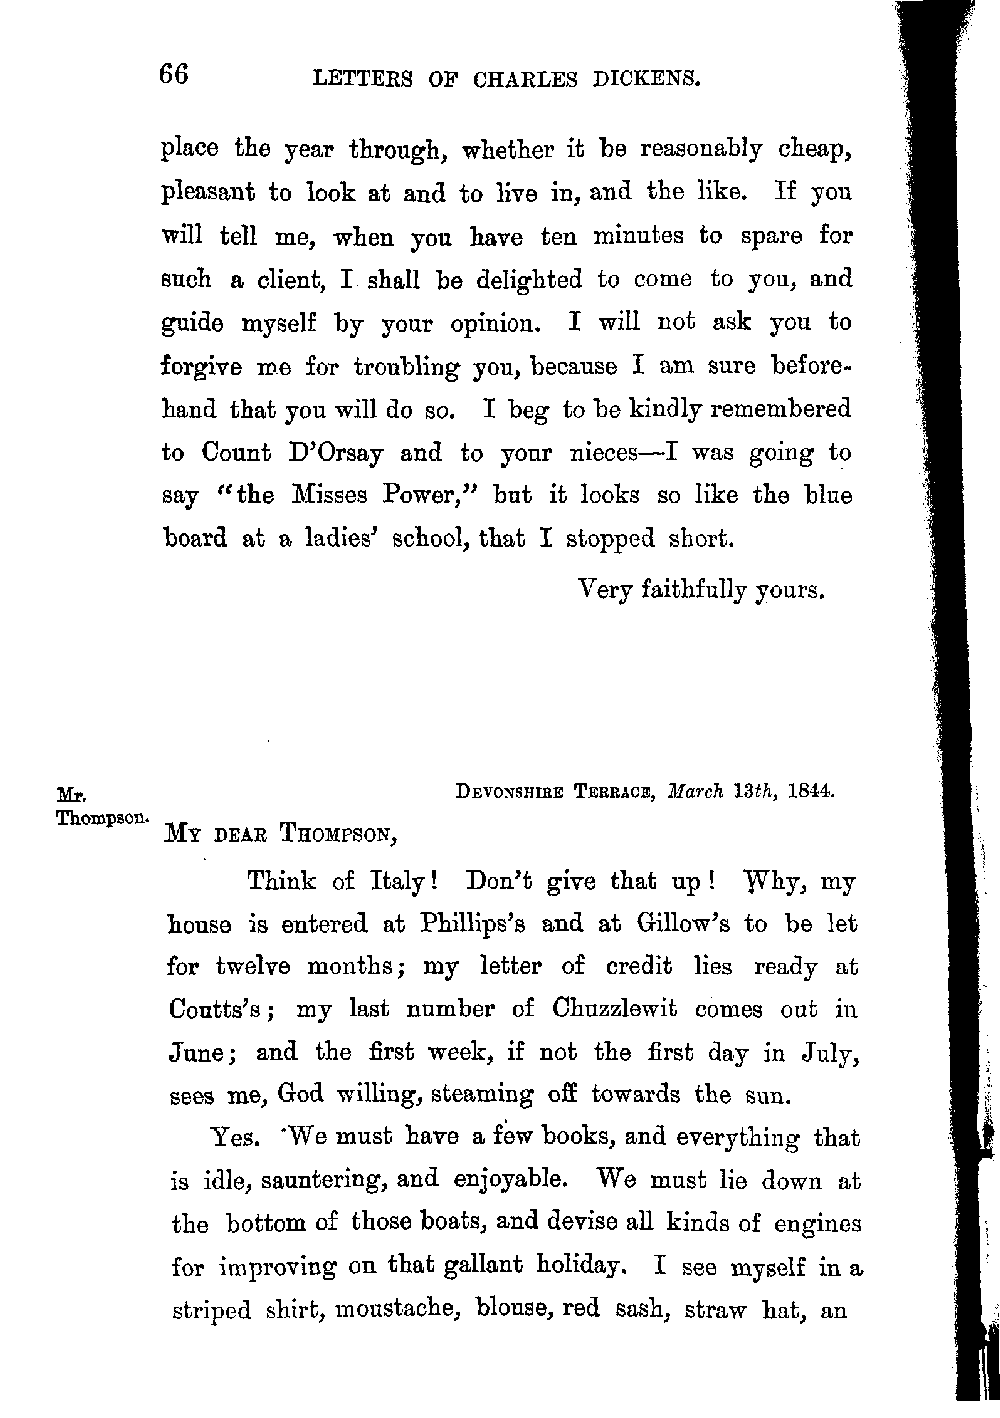 66 LETTERS OF CHARLES DICKENS.
place the year through, whether it be reasonably cheap,
pleasant to look at and to live in, and the like. If you
will tell me, when you have ten minutes to spare for
such a client, I shall be delighted to come to you, and
guide myself by your opinion. I will not ask you to
forgive me for troubling you, because I am sure before-
hand that you will do so. I beg to be kindly remembered
to Count D'Orsay and to your nieces—I was going to
say “the Misses Power,” but it looks so like the blue
board at a ladies' school, that I stopped short.
Very faithfully yours.
Mr.
Thompson.
DEVONSHIRE TERRACE, March 13th, 1844.
MY DEAR THOMPSON,
Think of Italy! Don't give that up! Why, my
house is entered at Phillips's and at Gillow's to be let
for twelve months; my letter of credit lies ready at
Coutts's; my last number of Chuzzlewit comes out in
June; and the first week, if not the first day in July,
sees me, God willing, steaming off towards the sun.
Yes. We must have a few books, and everything that
is idle, sauntering, and enjoyable. We must lie down at
the bottom of those boats, and devise all kinds of engines
for improving on that gallant holiday. I see myself in a
striped shirt, moustache, blouse, red sash, straw hat, an